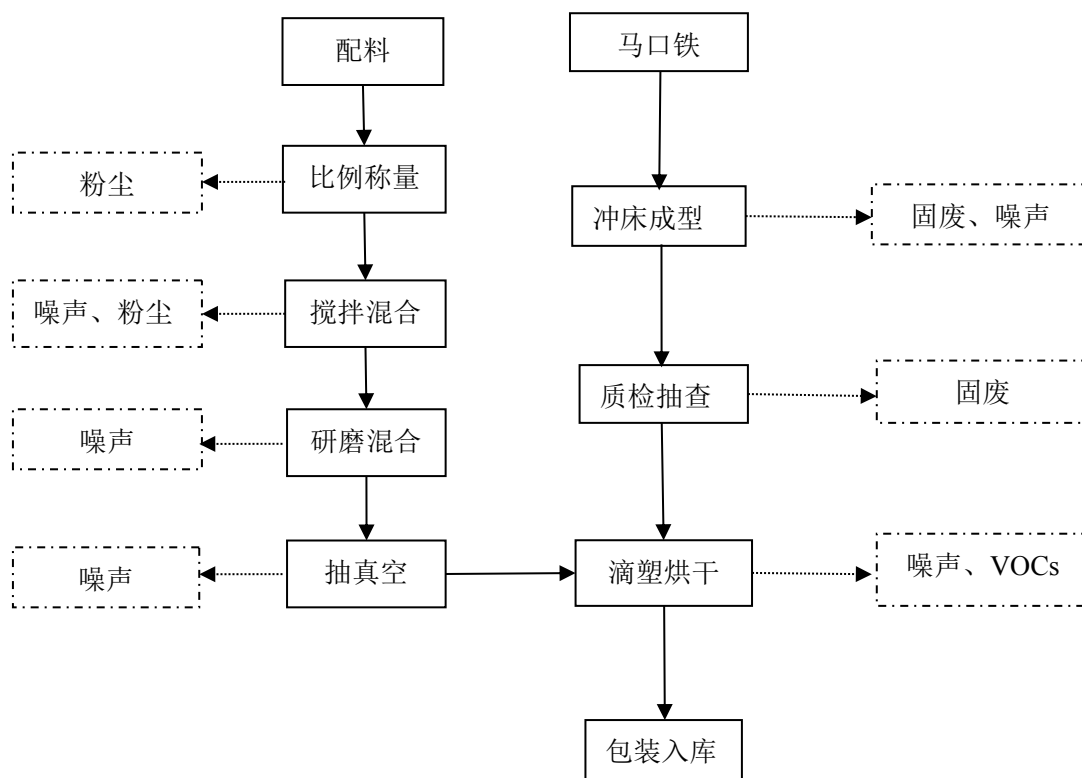 配料
马口铁
粉尘
比例称量
冲床成型
固废、噪声
噪声、粉尘
搅拌混合
质检抽查
固废
噪声
研磨混合
噪声
抽真空
滴塑烘干
噪声、VOCs
包装入库